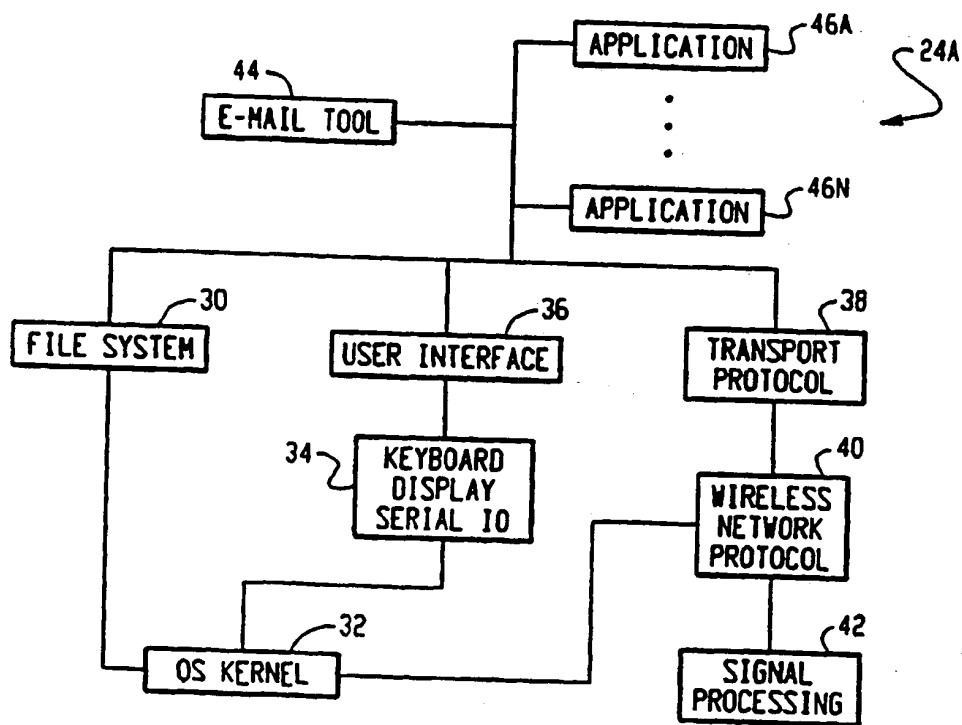 46A
APPLICATION
24A
44
E-MAIL TOOL
46N
APPLICATION
30
FILE SYSTEM
36
USER INTERFACE
38
TRANSPORT
PROTOCOL
34
KEYBOARD
DISPLAY
SERIAL IO
40
WIRELESS
NETWORK
PROTOCOL
32
OS KERNEL
42
SIGNAL
PROCESSING